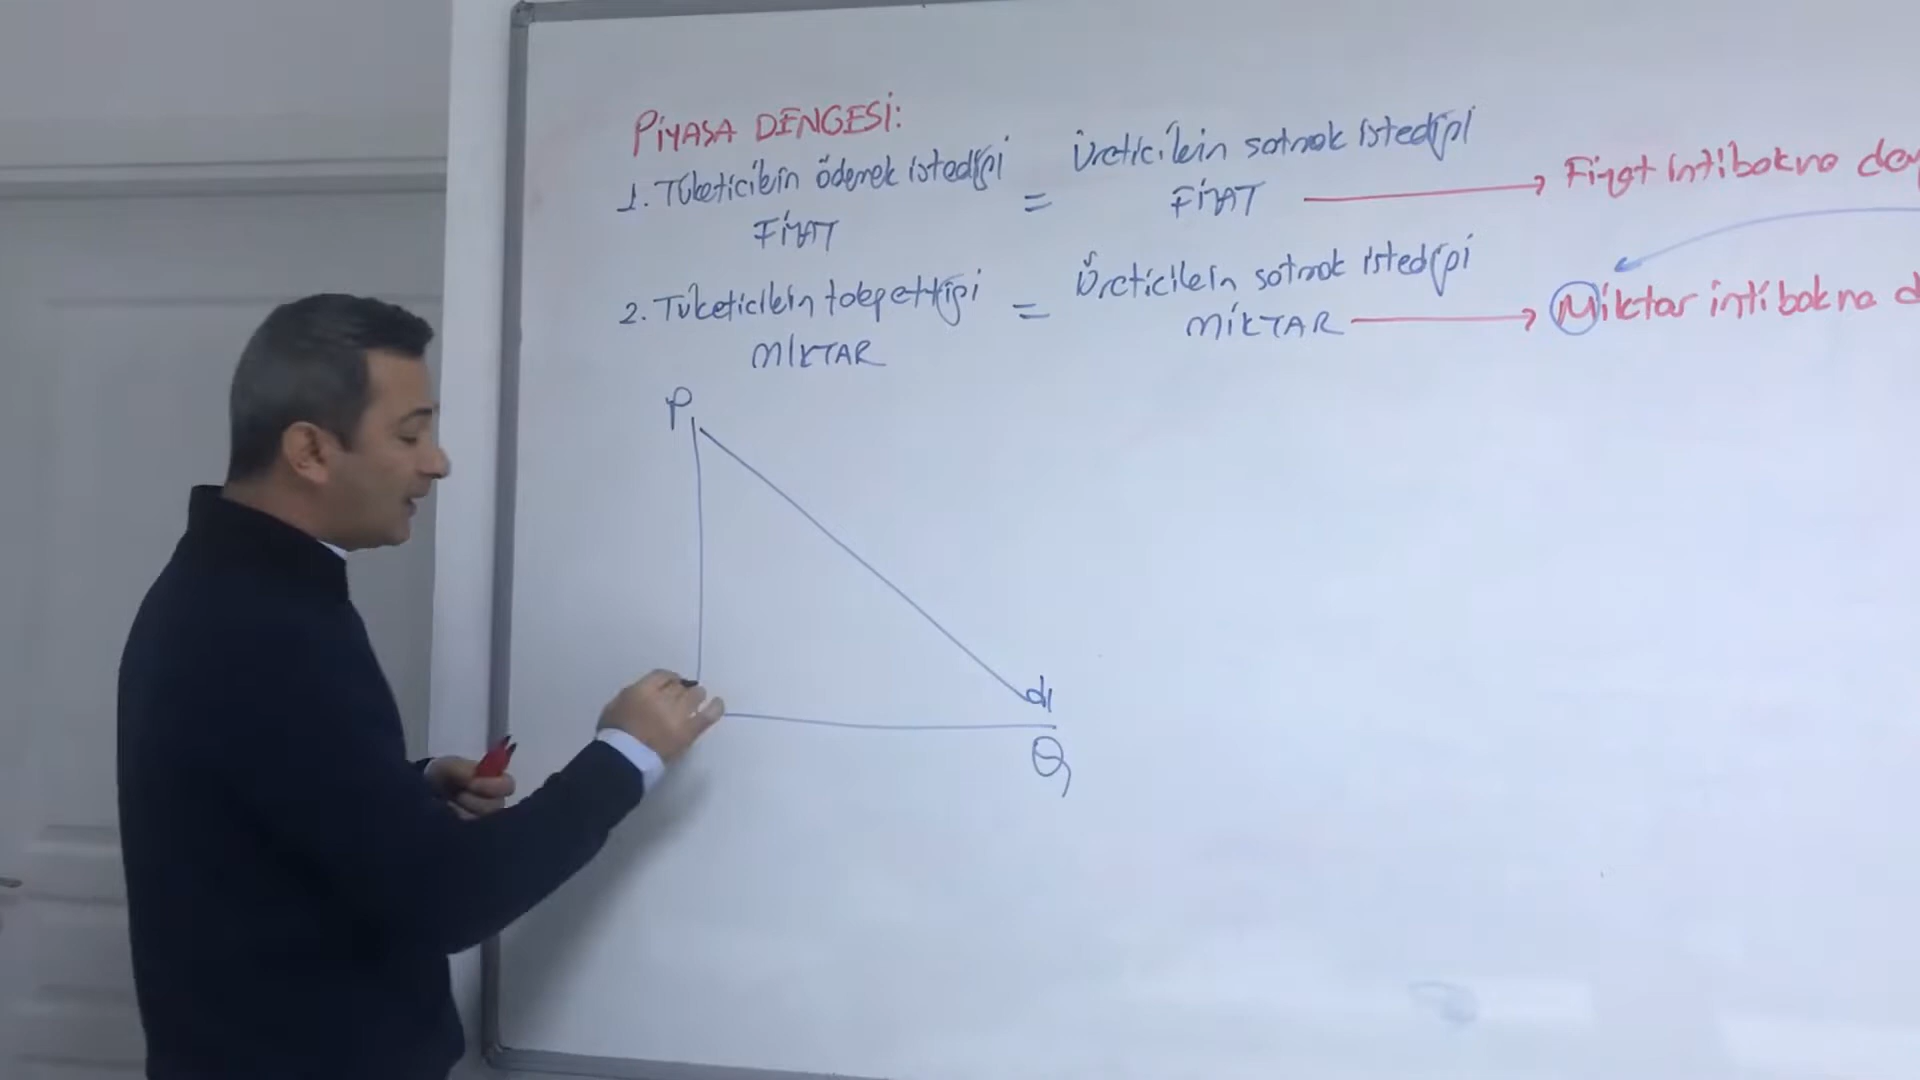 PİYASA DENGESİ:
1. Tüketicilerin ödemek istediği = Üreticilerin satmak istediği
FİYAT FİYAT → Fiyat intibakına
2. Tüketicilerin talep ettiği = Üreticilerin satmak istediği
MİKTAR MİKTAR → Miktar intibakına
P
d1
Q